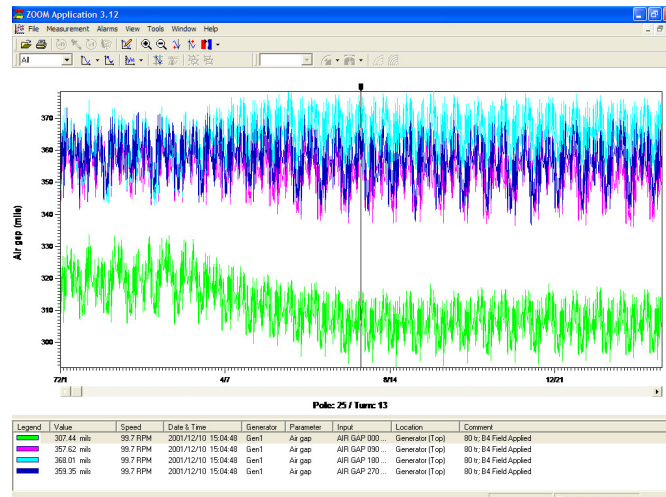 ZOOM Application 3.12
File Measurement Alarms View Tools Window Help
All
370
360
350
340
330
320
310
300
Air gap (mils)
72/1 4/7 8/14 12/21
Pole: 25 / Turn: 13
Legend Value Speed Date & Time Generator Parameter Input Location Comment
307.44 mils 99.7 RPM 2001/12/10 15:04:48 Gen1 Air gap AIR GAP 000 ... Generator (Top) 80 tr; B4 Field Applied
357.62 mils 99.7 RPM 2001/12/10 15:04:48 Gen1 Air gap AIR GAP 090 ... Generator (Top) 80 tr; B4 Field Applied
368.01 mils 99.7 RPM 2001/12/10 15:04:48 Gen1 Air gap AIR GAP 180 ... Generator (Top) 80 tr; B4 Field Applied
359.35 mils 99.7 RPM 2001/12/10 15:04:48 Gen1 Air gap AIR GAP 270 ... Generator (Top) 80 tr; B4 Field Applied